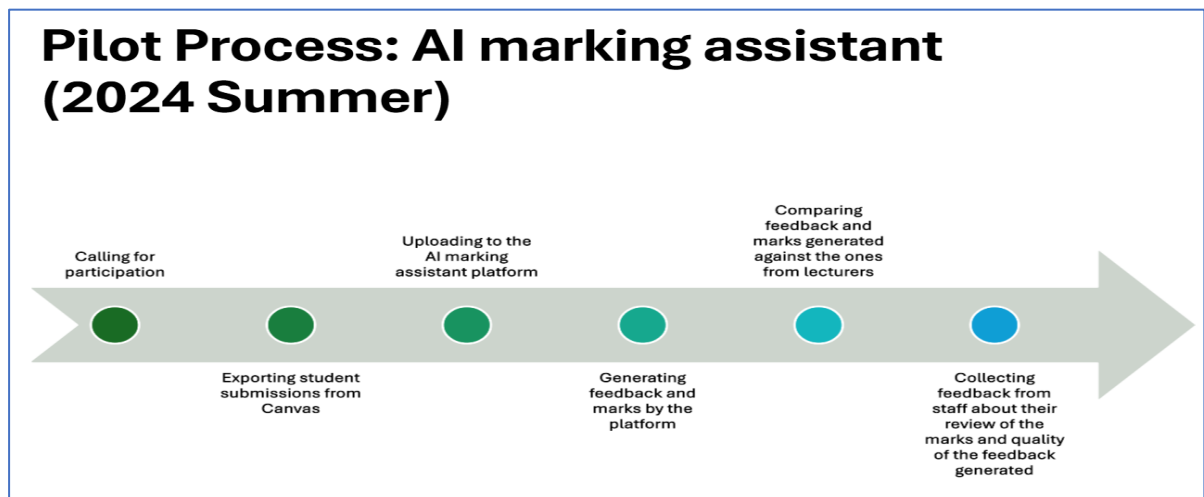 Pilot Process: AI marking assistant
(2024 Summer)
Calling for
participation
Exporting student
submissions from
Canvas
Uploading to the
AI marking
assistant platform
Generating
feedback and
marks by the
platform
Comparing
feedback and
marks generated
against the ones
from lecturers
Collecting
feedback from
staff about their
review of the
marks and quality
of the feedback
generated